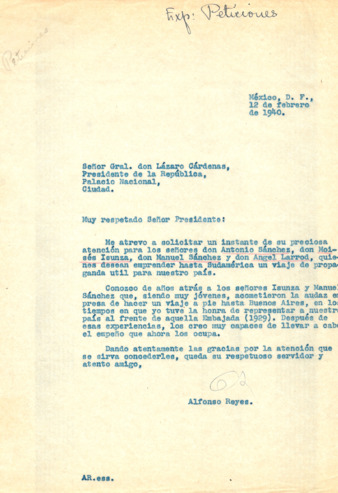 Exp: Peticiones
Peticiones
México, D. F.,
12 de febrero
de 1940.
Señor Gral. don Lázaro Cárdenas,
Presidente de la República,
Palacio Nacional,
Ciudad.
Muy respetado Señor Presidente:
Me atrevo a solicitar un instante de su preciosa
atención para los señores don Antonio Sánchez, don Moi-
sés Isunza, don Manuel Sánchez y don Angel Larrod, quie-
nes desean emprender hasta Sudamérica un viaje de propa-
ganda util para nuestro país.
Conozco de años atrás a los señores Isunza y Manuel
Sánchez que, siendo muy jóvenes, acometieron la audaz em
presa de hacer un viaje a pie hasta Buenos Aires, en los
tiempos en que yo tuve la honra de representar a nuestro
país al frente de aquella Embajada (1929). Después de
esas experiencias, los creo muy capaces de llevar a cabo
el empeño que ahora los ocupa.
Dando atentamente las gracias por la atención que
se sirva concederles, queda su respetuoso servidor y
atento amigo,
Alfonso Reyes.
AR.ess.